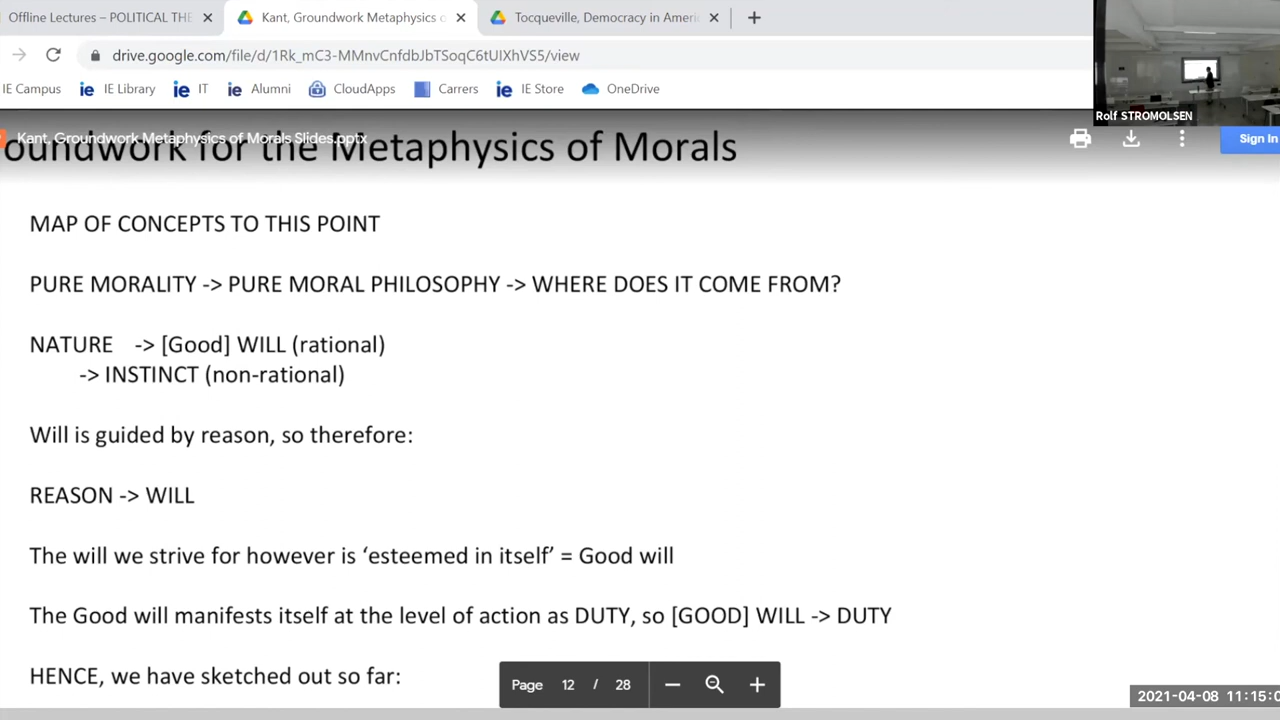 Offline Lectures – POLITICAL THE
Kant, Groundwork Metaphysics o
Tocqueville, Democracy in Ameri
drive.google.com/file/d/1Rk_mC3-MMnvCnfdbJbTSoqC6tUIXhVS5/view
IE Campus
ie IE Library
ie IT
ie Alumni
CloudApps
Carrers
ie IE Store
OneDrive
Rolf STROMOLSEN
Kant, Groundwork Metaphysics of Morals Slides.pptx
Sign in
oundwork for the Metaphysics of Morals
MAP OF CONCEPTS TO THIS POINT
PURE MORALITY -> PURE MORAL PHILOSOPHY -> WHERE DOES IT COME FROM?
NATURE -> [Good] WILL (rational)
-> INSTINCT (non-rational)
Will is guided by reason, so therefore:
REASON -> WILL
The will we strive for however is ‘esteemed in itself’ = Good will
The Good will manifests itself at the level of action as DUTY, so [GOOD] WILL -> DUTY
HENCE, we have sketched out so far:
Page 12 / 28
2021-04-08 11:15:0